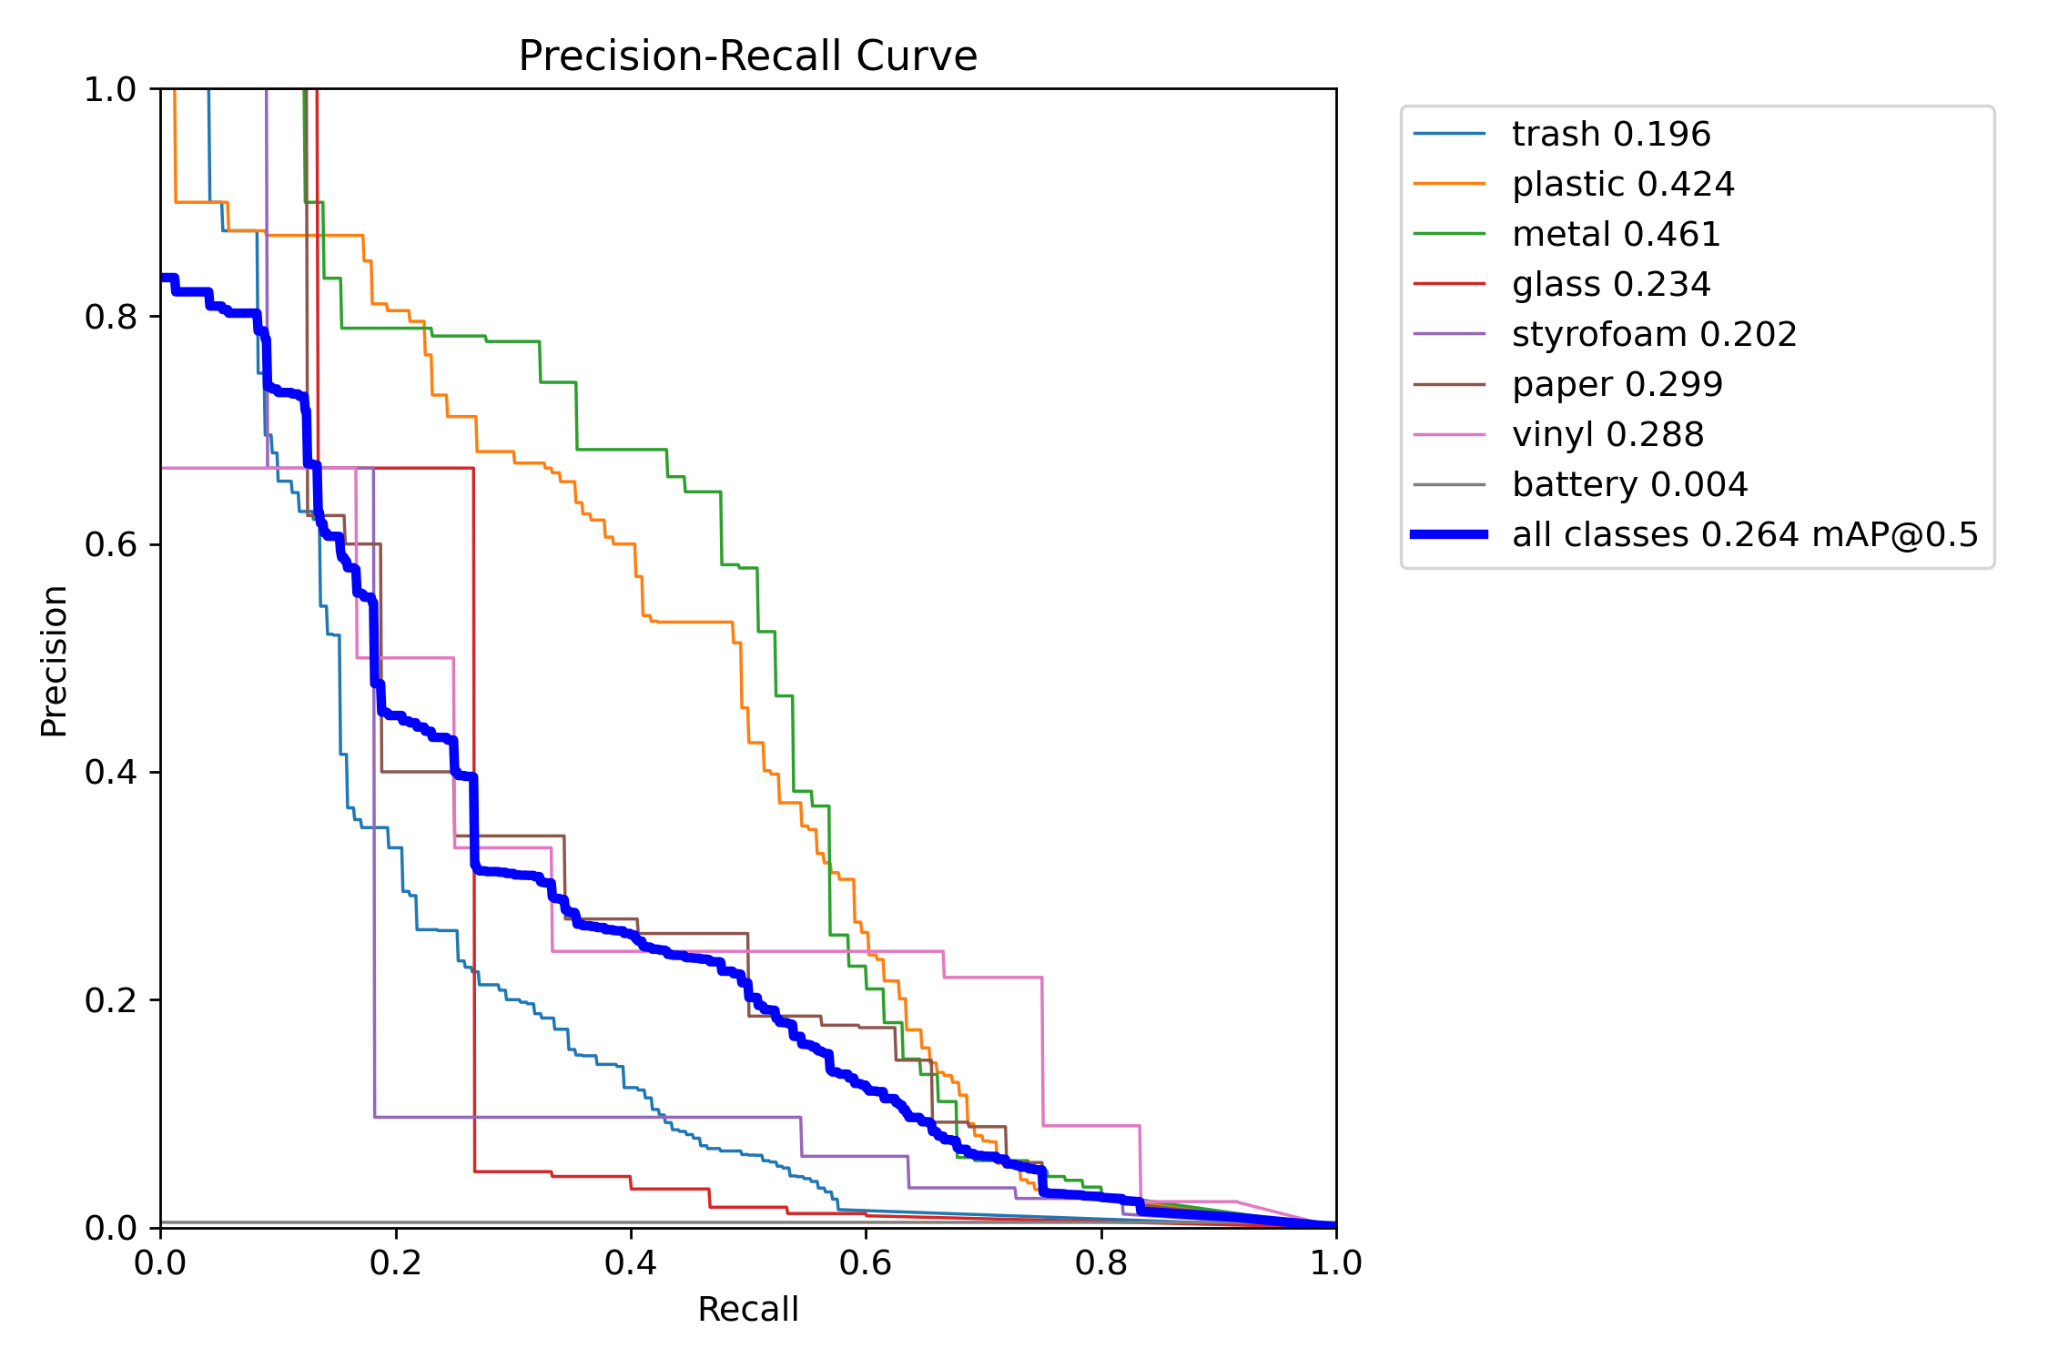 Precision-Recall Curve
1.0
0.8
0.6
0.4
0.2
0.0
Precision
0.0 0.2 0.4 0.6 0.8 1.0
Recall
trash 0.196
plastic 0.424
metal 0.461
glass 0.234
styrofoam 0.202
paper 0.299
vinyl 0.288
battery 0.004
all classes 0.264 mAP@0.5